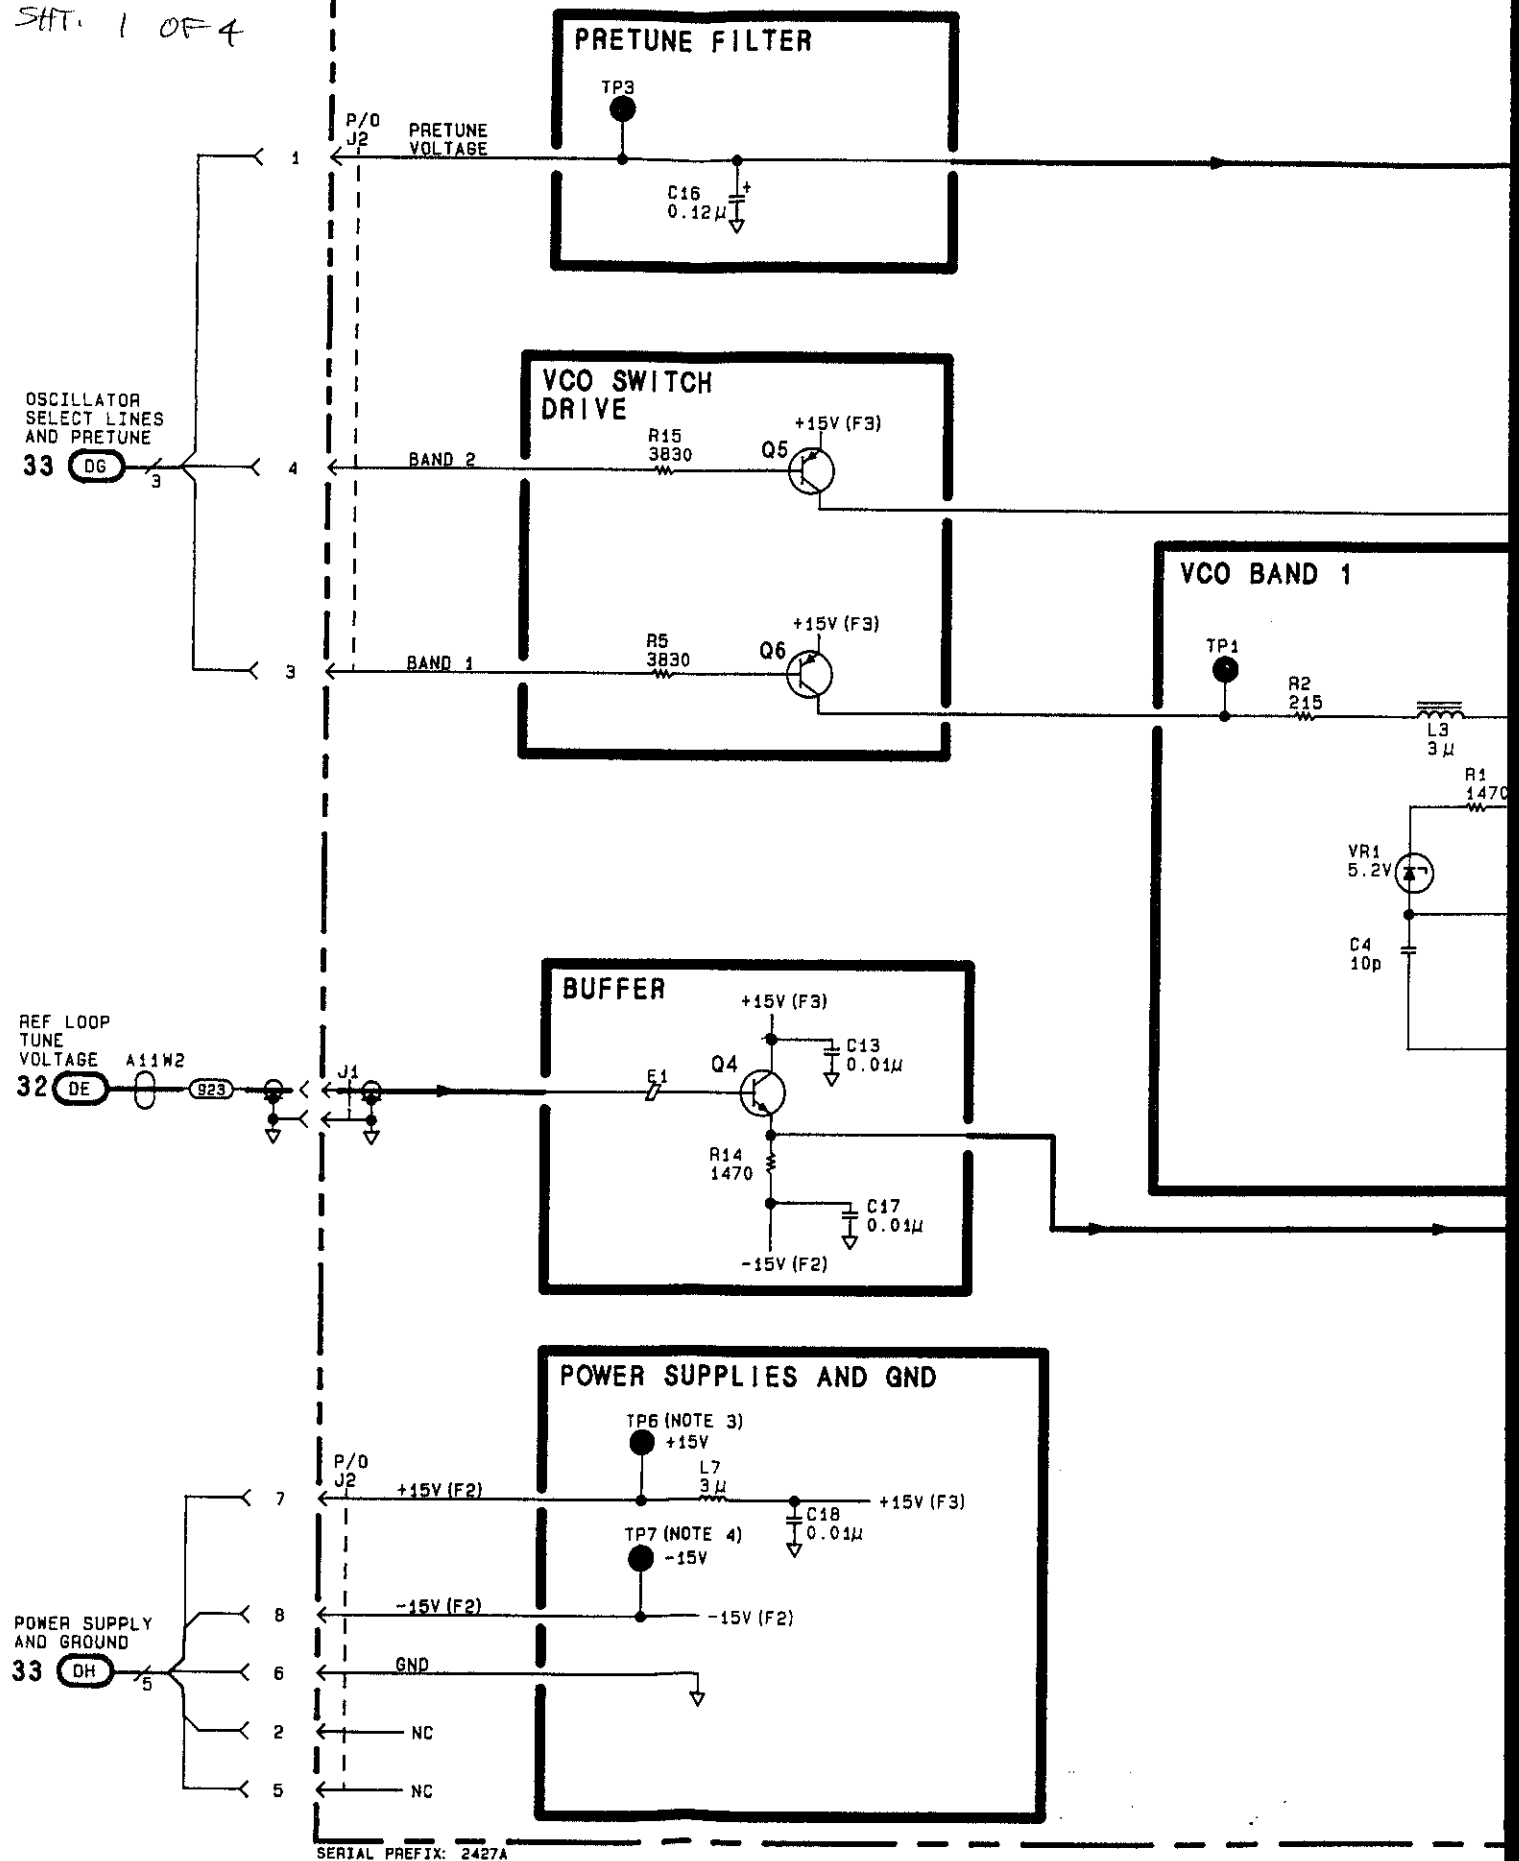 SHT. 1 OF 4
PRETUNE FILTER
TP3
P/O
J2
PRETUNE
VOLTAGE
1
C16
0.12µ
+
VCO SWITCH
DRIVE
OSCILLATOR
SELECT LINES
AND PRETUNE
33 DG
3
4
BAND 2
R15
3830
Q5
+15V (F3)
VCO BAND 1
3
BAND 1
R5
3830
Q6
+15V (F3)
TP1
R2
215
L3
3µ
R1
1470
VR1
5.2V
C4
10p
BUFFER
+15V (F3)
REF LOOP
TUNE
VOLTAGE
A11W2
32 DE
923
J1
E1
Q4
C13
0.01µ
R14
1470
C17
0.01µ
-15V (F2)
POWER SUPPLIES AND GND
TP6 (NOTE 3)
+15V
P/O
J2
7
+15V (F2)
L7
3µ
+15V (F3)
C18
0.01µ
TP7 (NOTE 4)
-15V
8
-15V (F2)
-15V (F2)
POWER SUPPLY
AND GROUND
33 DH
5
6
GND
2
NC
5
NC
SERIAL PREFIX: 2427A